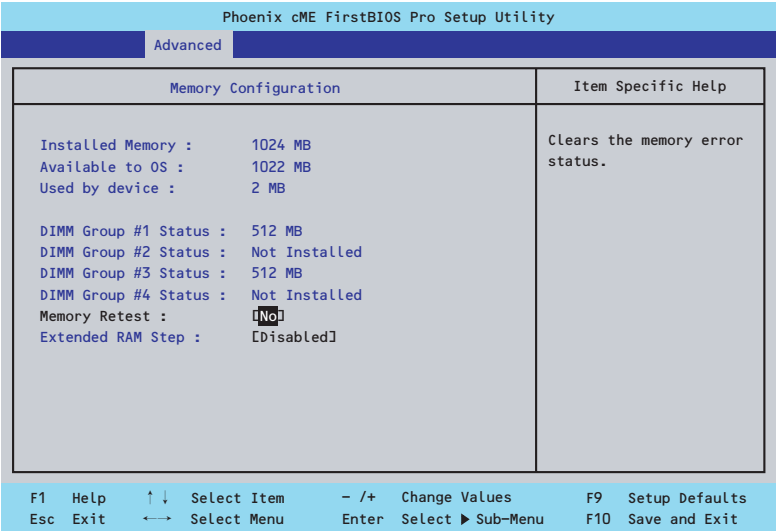 Phoenix cME FirstBIOS Pro Setup Utility
Advanced
Memory Configuration
Item Specific Help
Installed Memory : 1024 MB
Available to OS : 1022 MB
Used by device : 2 MB
DIMM Group #1 Status : 512 MB
DIMM Group #2 Status : Not Installed
DIMM Group #3 Status : 512 MB
DIMM Group #4 Status : Not Installed
Memory Retest : [No]
Extended RAM Step : [Disabled]
Clears the memory error
status.
F1 Help ↑↓ Select Item - /+ Change Values F9 Setup Defaults
Esc Exit ←→ Select Menu Enter Select ▶ Sub-Menu F10 Save and Exit